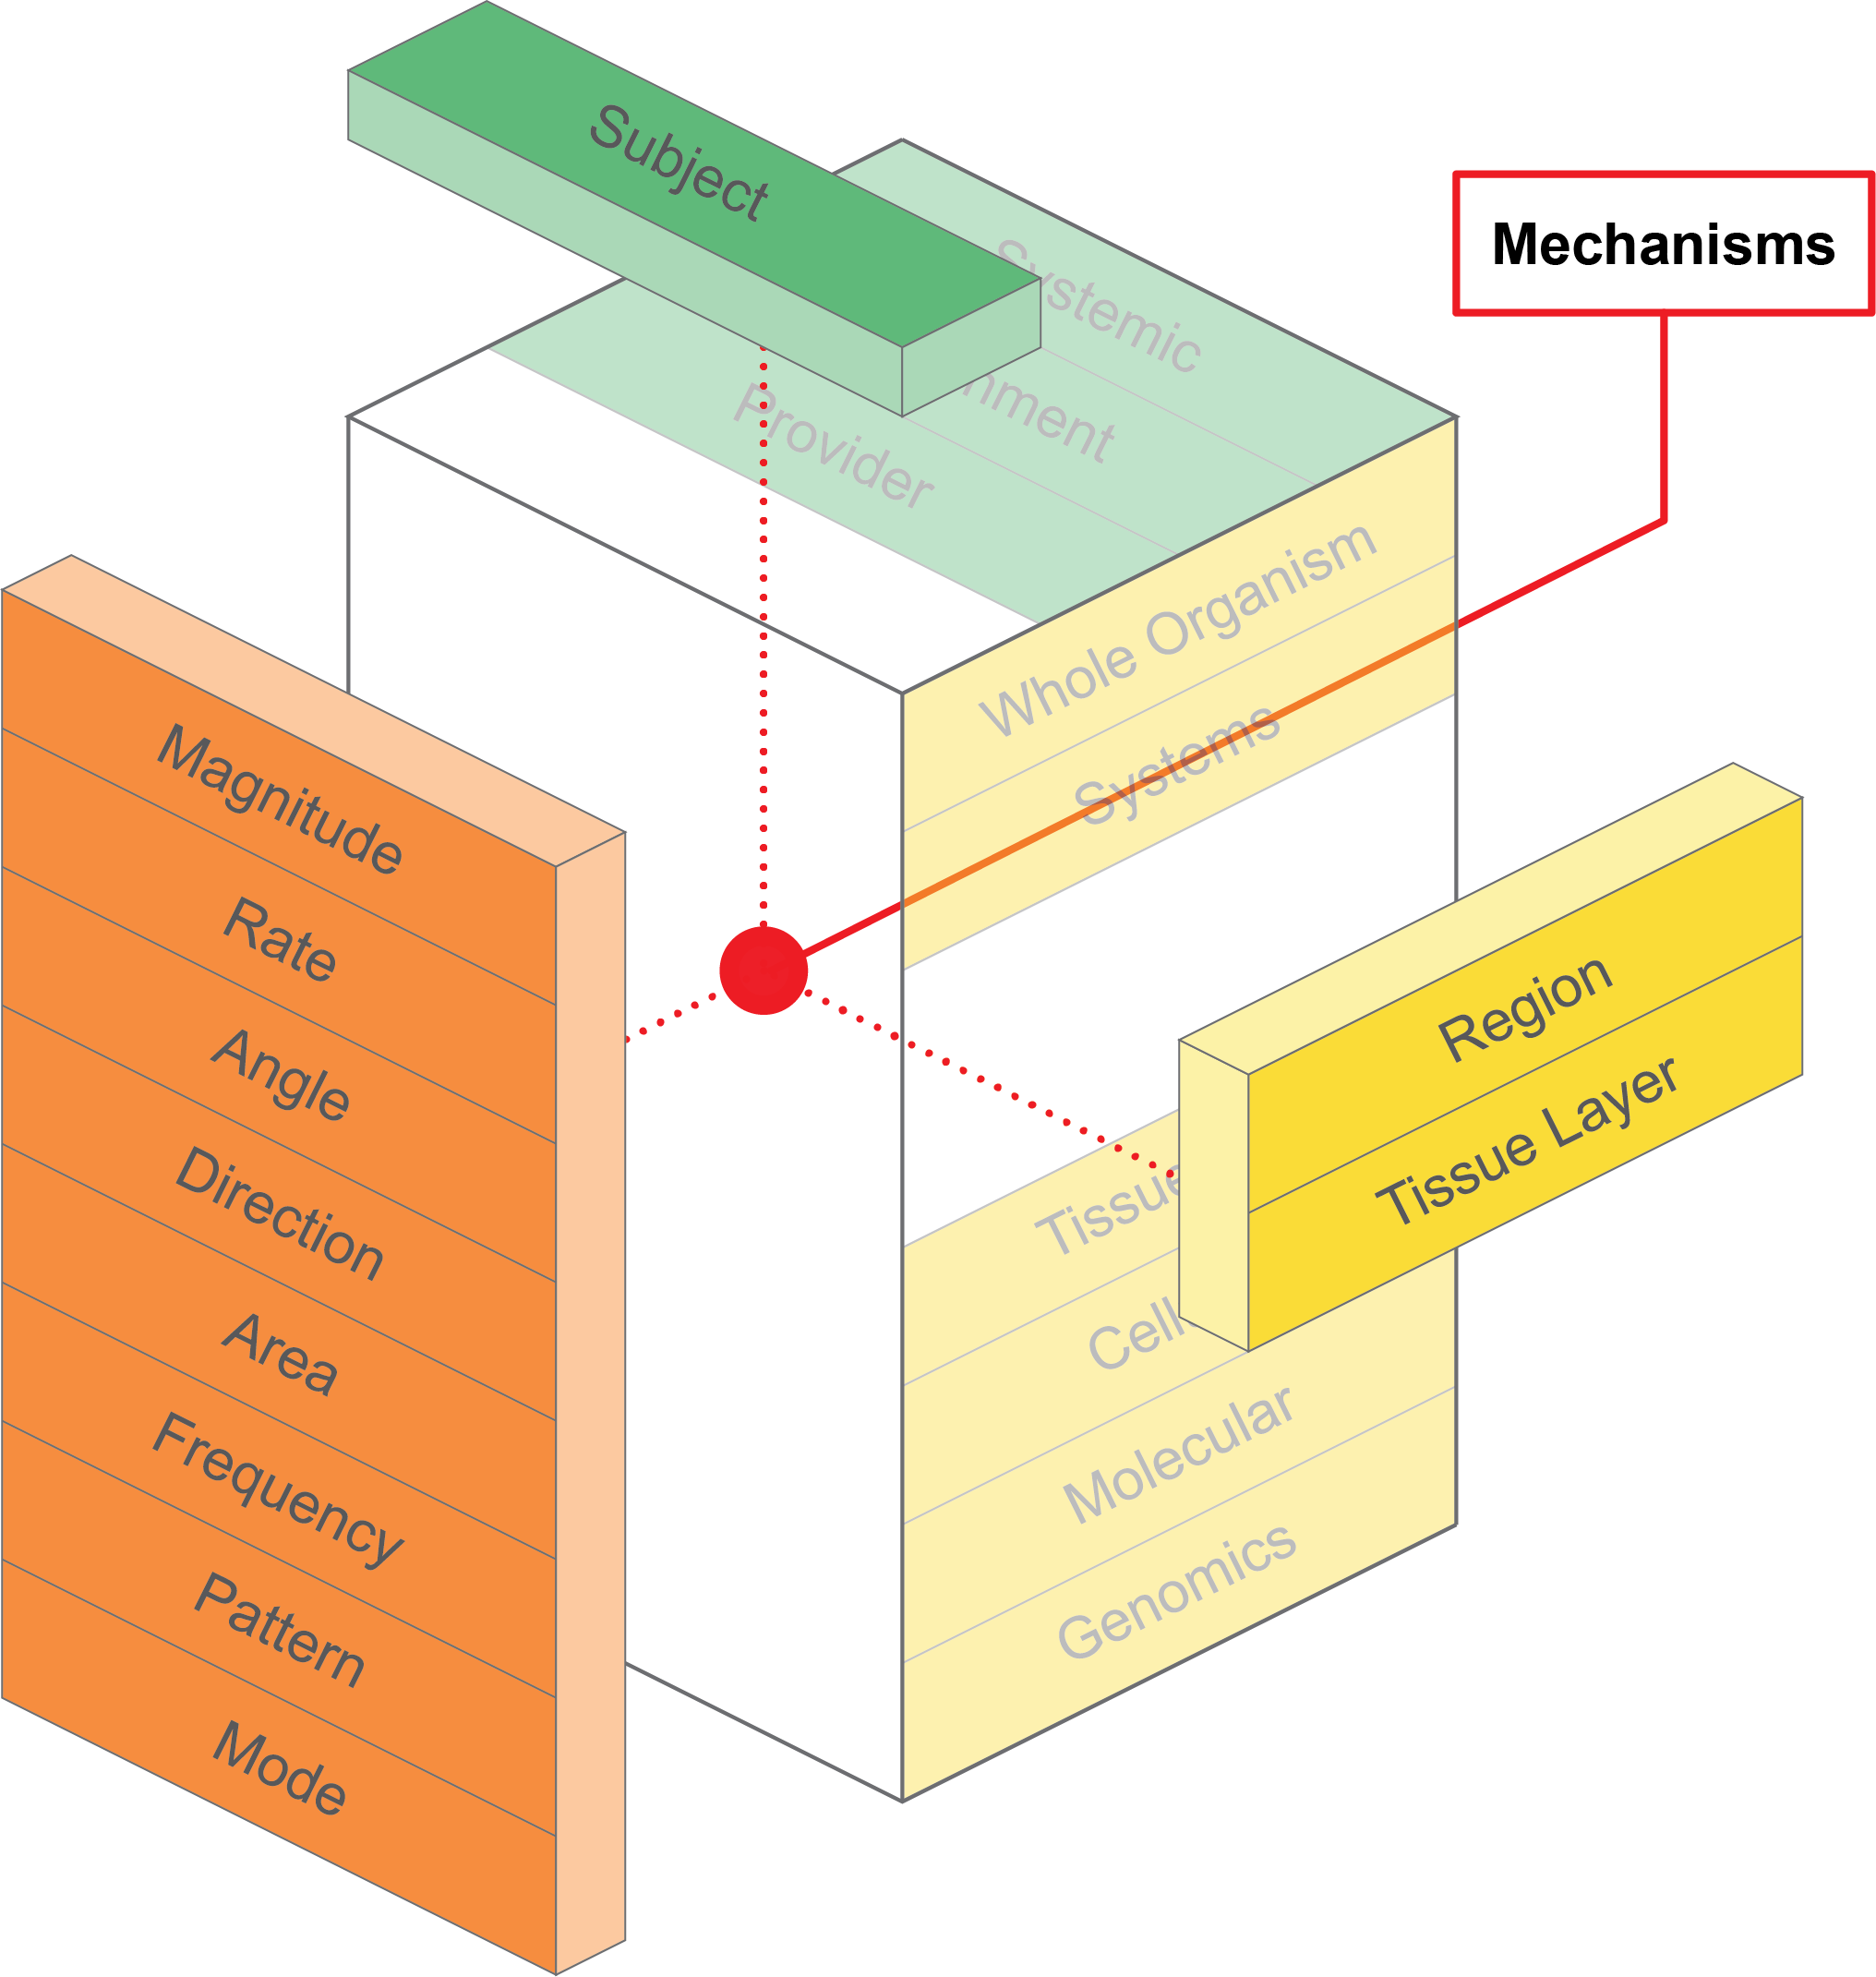 Subject
Systemic
nment
Provider
Mechanisms
Whole Organism
Systems
Magnitude
Rate
Angle
Direction
Area
Frequency
Pattern
Mode
Region
Tissue Layer
Tissue
Cell
Molecular
Genomics